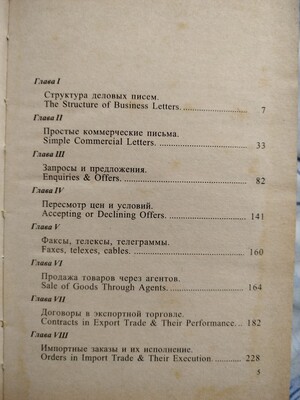 Глава I
Структура деловых писем.
The Structure of Business Letters. 7
Глава II
Простые коммерческие письма.
Simple Commercial Letters. 33
Глава III
Запросы и предложения.
Enquiries & Offers. 82
Глава IV
Пересмотр цен и условий.
Accepting or Declining Offers. 141
Глава V
Факсы, телексы, телеграммы.
Faxes, telexes, cables. 160
Глава VI
Продажа товаров через агентов.
Sale of Goods Through Agents. 164
Глава VII
Договоры в экспортной торговле.
Contracts in Export Trade & Their Performance. 182
Глава VIII
Импортные заказы и их исполнение.
Orders in Import Trade & Their Execution. 228
5